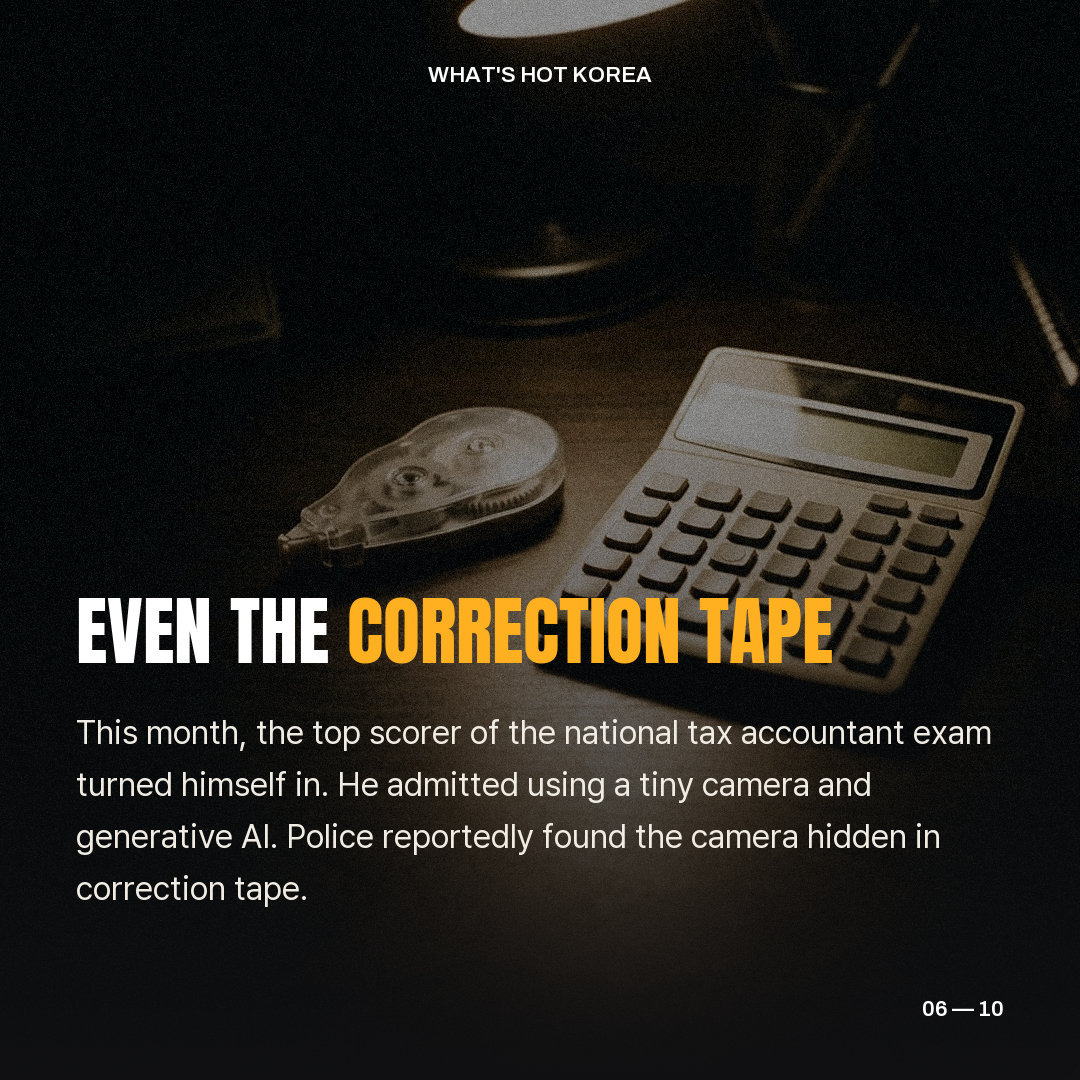 WHAT'S HOT KOREA
EVEN THE CORRECTION TAPE
This month, the top scorer of the national tax accountant exam
turned himself in. He admitted using a tiny camera and
generative AI. Police reportedly found the camera hidden in
correction tape.
06 — 10